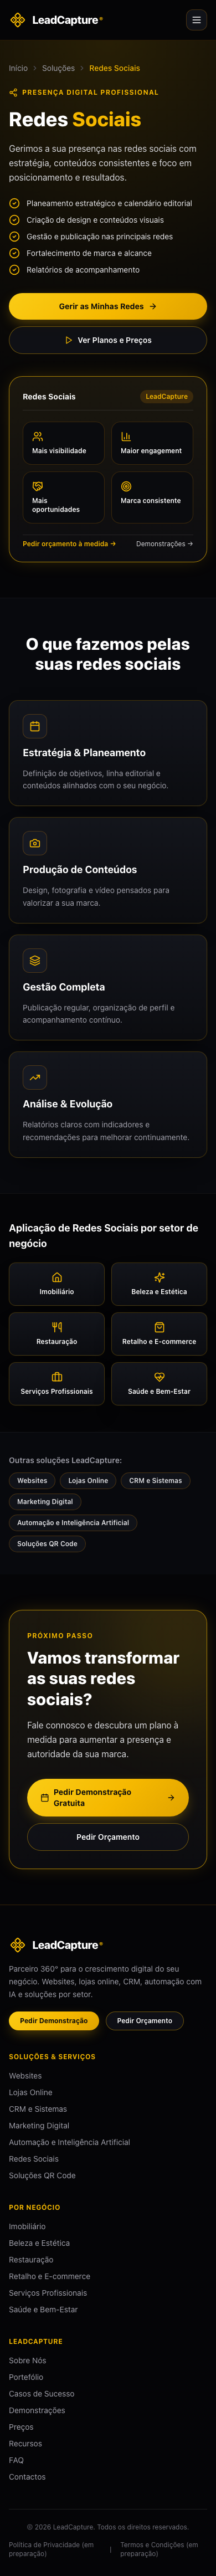 LeadCapture®
Início > Soluções > Redes Sociais
PRESENÇA DIGITAL PROFISSIONAL
Redes Sociais
Gerimos a sua presença nas redes sociais com
estratégia, conteúdos consistentes e foco em
posicionamento e resultados.
Planeamento estratégico e calendário editorial
Criação de design e conteúdos visuais
Gestão e publicação nas principais redes
Fortalecimento de marca e alcance
Relatórios de acompanhamento
Gerir as Minhas Redes →
Ver Planos e Preços
Redes Sociais
LeadCapture
Mais visibilidade
Maior engagement
Mais
oportunidades
Marca consistente
Pedir orçamento à medida →
Demonstrações →
O que fazemos pelas
suas redes sociais
Estratégia & Planeamento
Definição de objetivos, linha editorial e
conteúdos alinhados com o seu negócio.
Produção de Conteúdos
Design, fotografia e vídeo pensados para
valorizar a sua marca.
Gestão Completa
Publicação regular, organização de perfil e
acompanhamento contínuo.
Análise & Evolução
Relatórios claros com indicadores e
recomendações para melhorar continuamente.
Aplicação de Redes Sociais por setor de
negócio
Imobiliário
Beleza e Estética
Restauração
Retalho e E-commerce
Serviços Profissionais
Saúde e Bem-Estar
Outras soluções LeadCapture:
Websites
Lojas Online
CRM e Sistemas
Marketing Digital
Automação e Inteligência Artificial
Soluções QR Code
PRÓXIMO PASSO
Vamos transformar
as suas redes
sociais?
Fale connosco e descubra um plano à
medida para aumentar a presença e
autoridade da sua marca.
Pedir Demonstração
Gratuita →
Pedir Orçamento
LeadCapture®
Parceiro 360° para o crescimento digital do seu
negócio. Websites, lojas online, CRM, automação com
IA e soluções por setor.
Pedir Demonstração
Pedir Orçamento
SOLUÇÕES & SERVIÇOS
Websites
Lojas Online
CRM e Sistemas
Marketing Digital
Automação e Inteligência Artificial
Redes Sociais
Soluções QR Code
POR NEGÓCIO
Imobiliário
Beleza e Estética
Restauração
Retalho e E-commerce
Serviços Profissionais
Saúde e Bem-Estar
LEADCAPTURE
Sobre Nós
Portefólio
Casos de Sucesso
Demonstrações
Preços
Recursos
FAQ
Contactos
© 2026 LeadCapture. Todos os direitos reservados.
Política de Privacidade (em
preparação)
|
Termos e Condições (em
preparação)